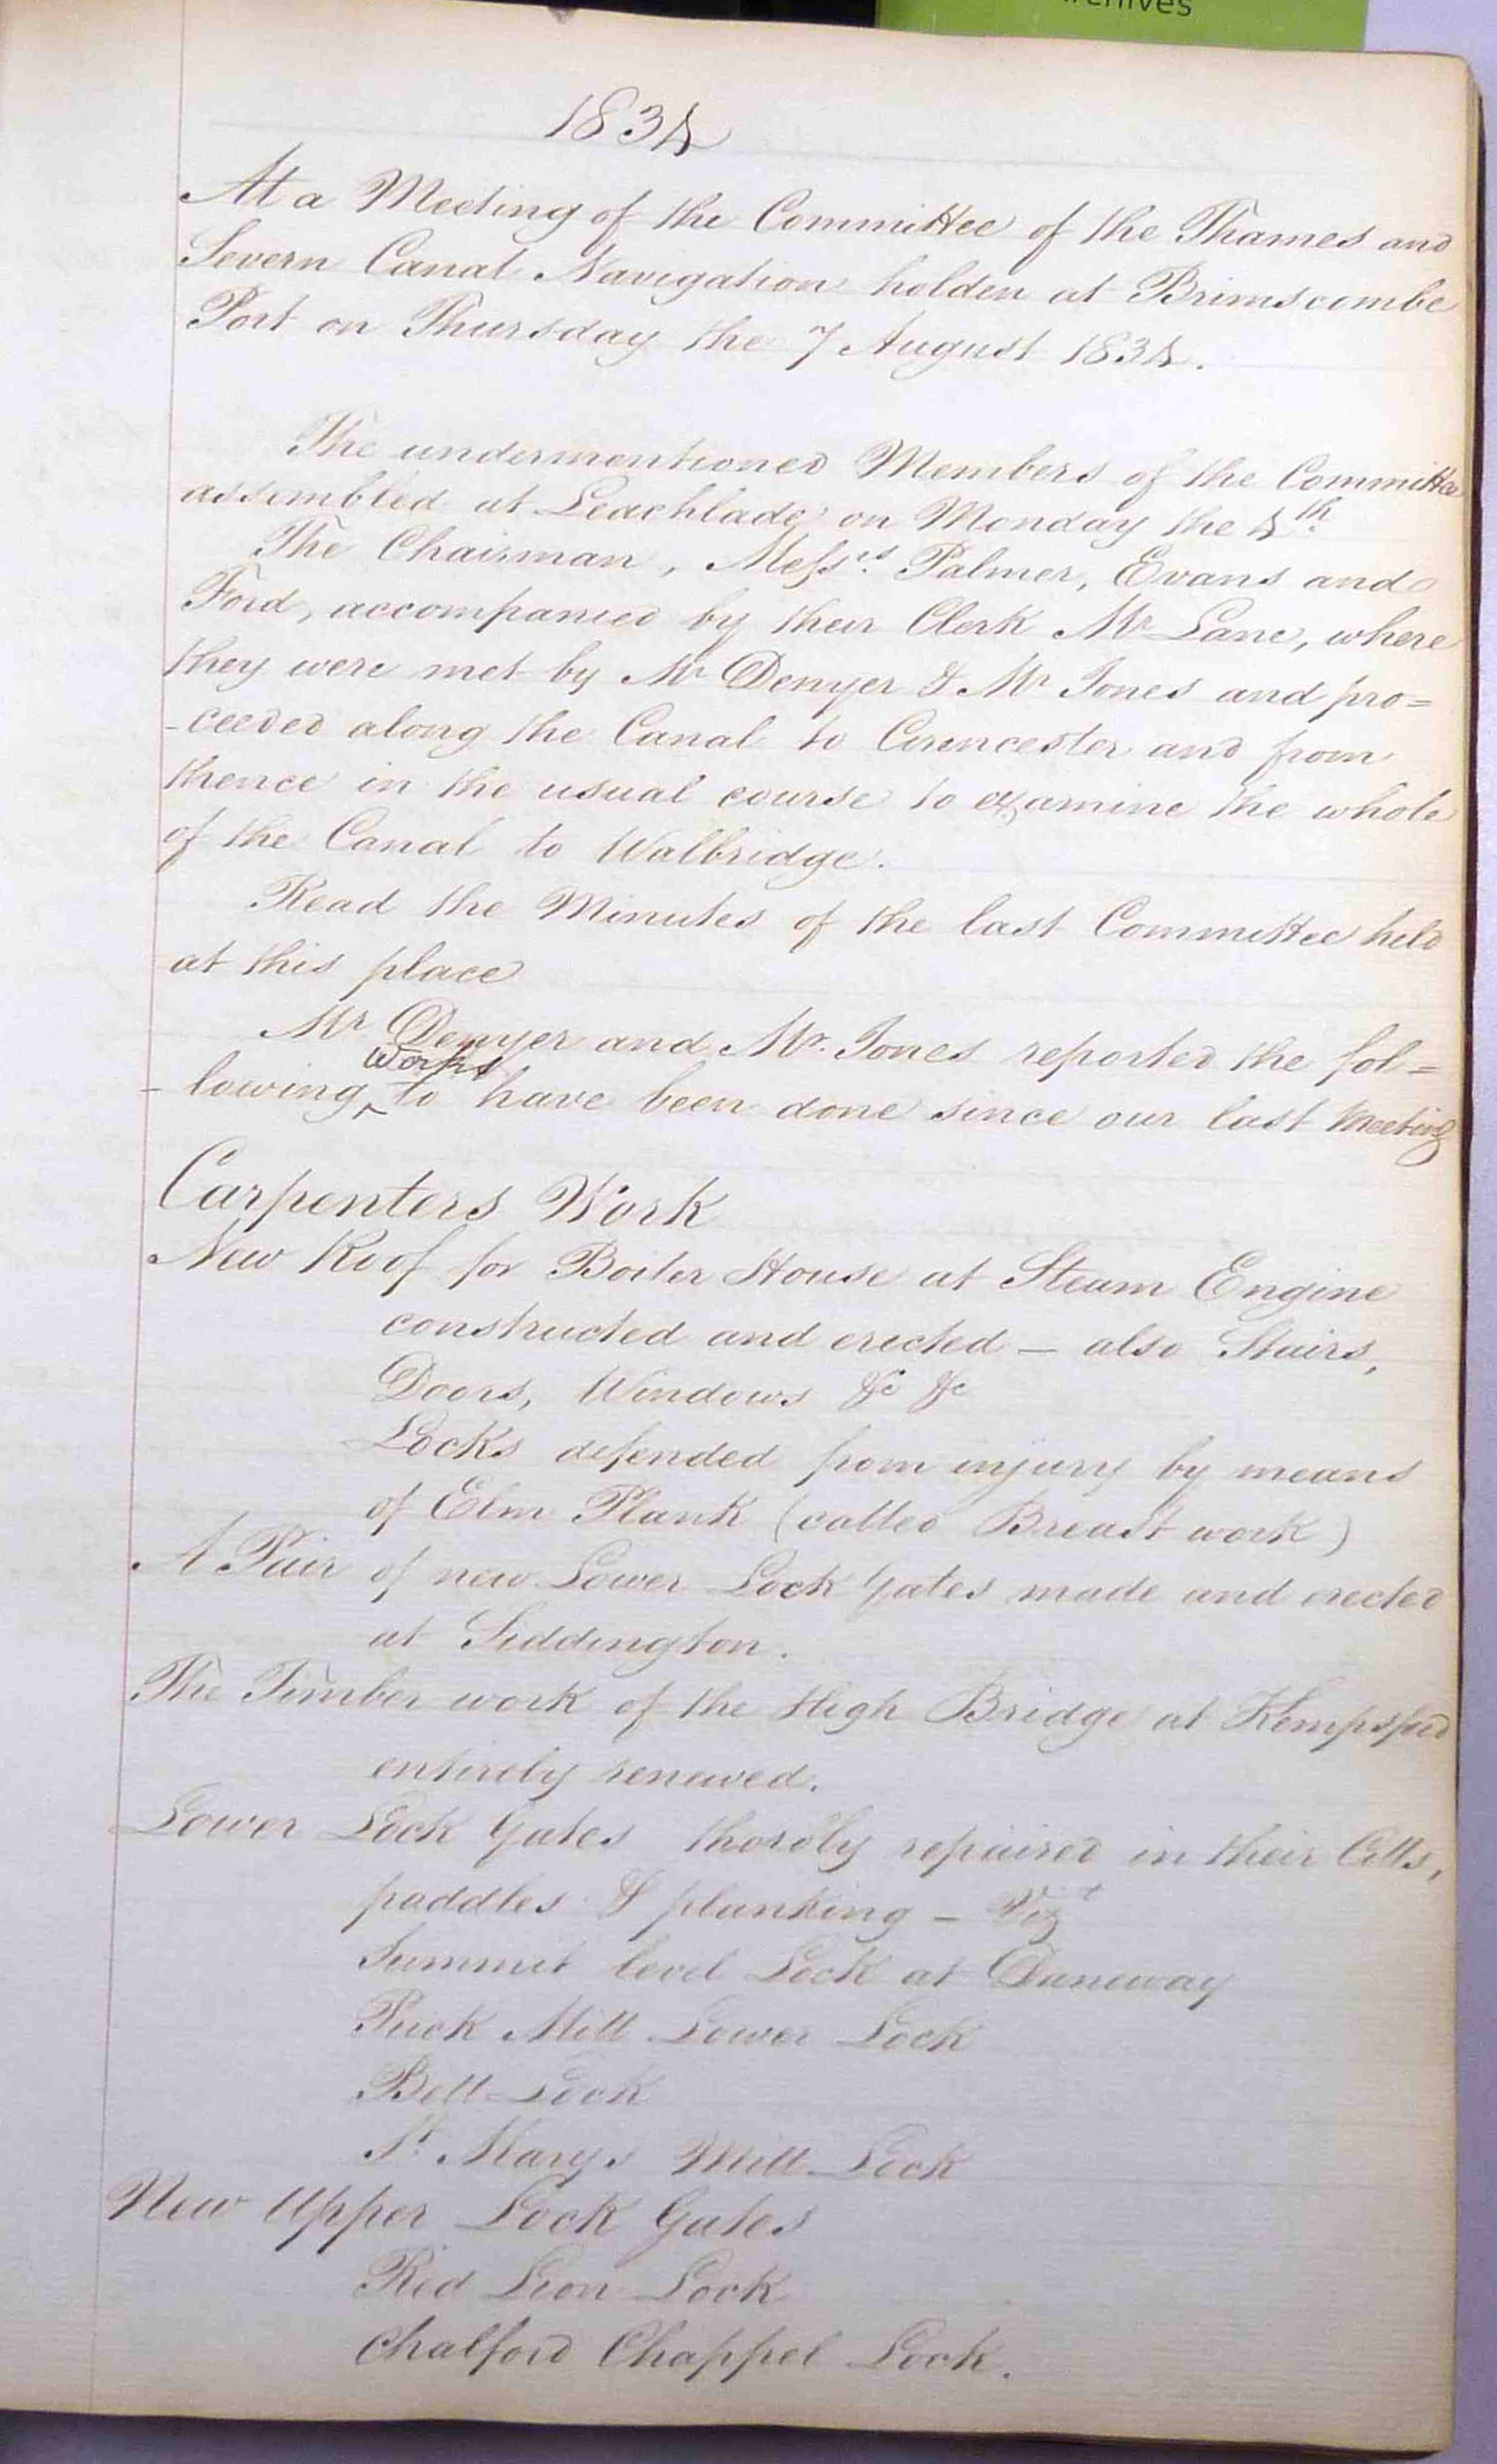 chives
1834
At a Meeting of the Committee of the Thames and
Severn Canal Navigation holden at Brimscombe
Port on Thursday the 7 August 1834.
The undermentioned Members of the Committee
assembled at Leachlade on Monday the 4th.
The Chairman, Messrs. Palmer, Evans and
Ford, accompanied by their Clerk Mr Lane, where
they were met by Mr Denyer & Mr Jones and pro=
-ceeded along the Canal to Cirencester and from
thence in the usual course to examine the whole
of the Canal to Walbridge.
Read the Minutes of the last Committee held
at this place
Mr Denyer and Mr. Jones reported the fol=
works
-lowing ^ to have been done since our last Meeting
Carpenters Work
New Roof for Boiler House at Steam Engine
constructed and erected - also Stairs,
Doors, Windows &c &c
Locks defended from injury by means
of Elm Plank (called Breast work)
A Pair of new Lower Lock Gates made and erected
at Siddington.
The Timber work of the High Bridge at Kempsford
entirely renewed.
Lower Lock Gates thoroly repaired in their Cills,
paddles & planking - Vizt
Summit level Lock at Daneway
Puck Mill Lower Lock
Bell Lock
St. Marys Mill Lock
New Upper Lock Gates
Red Lion Lock
Chalford Chappel Lock.